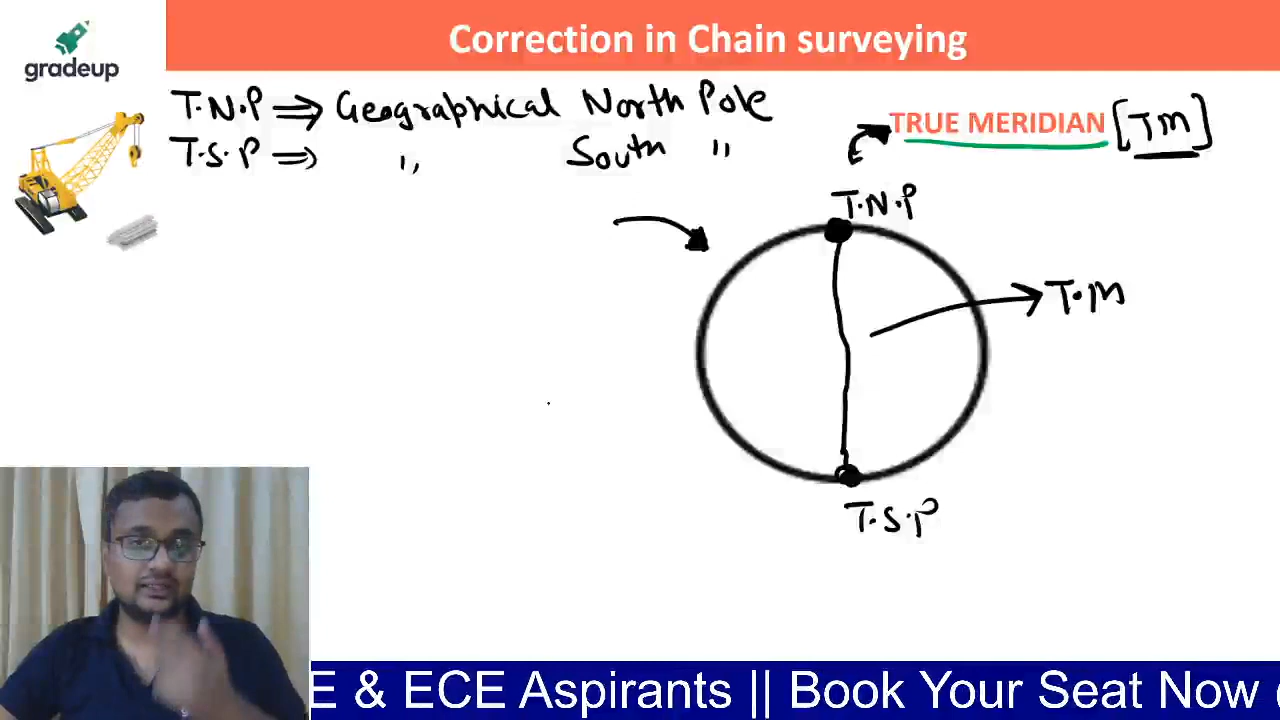 Correction in Chain surveying
gradeup
T.N.P ⇒ Geographical North Pole
T.S.P ⇒ ,, South ,,
TRUE MERIDIAN [TM]
T.N.P
T.M
T.S.P
E & ECE Aspirants || Book Your Seat Now (